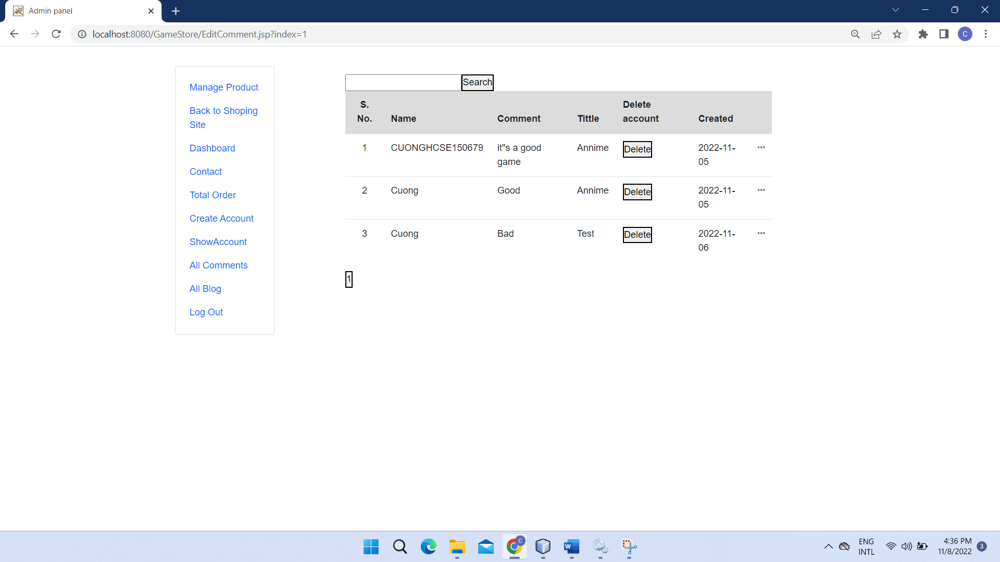 Admin panel
localhost:8080/GameStore/EditComment.jsp?index=1
C
Manage Product
Back to Shoping
Site
Dashboard
Contact
Total Order
Create Account
ShowAccount
All Comments
All Blog
Log Out
Search
S. No. Name Comment Tittle Delete account Created
1 CUONGHCSE150679 it"s a good game Annime Delete 2022-11-05
2 Cuong Good Annime Delete 2022-11-05
3 Cuong Bad Test Delete 2022-11-06
1
C
W
ENG
INTL
4:36 PM
11/8/2022
3